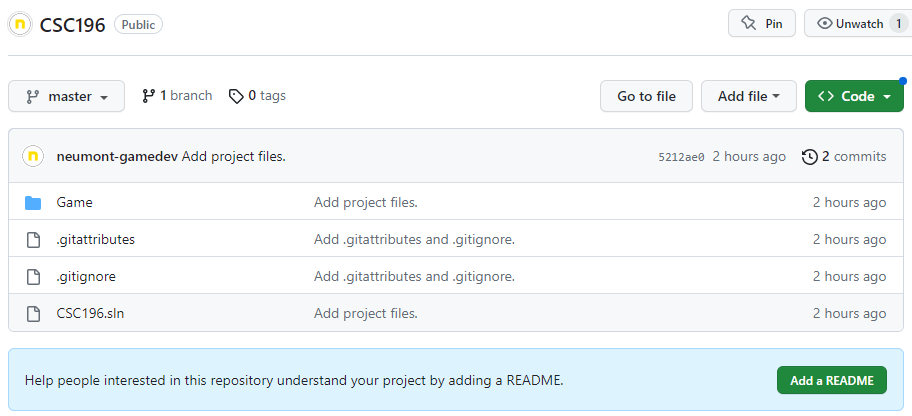 n CSC196 Public Pin Unwatch 1
master 1 branch 0 tags Go to file Add file <> Code
n neumont-gamedev Add project files. 5212ae0 2 hours ago 2 commits
Game Add project files. 2 hours ago
.gitattributes Add .gitattributes and .gitignore. 2 hours ago
.gitignore Add .gitattributes and .gitignore. 2 hours ago
CSC196.sln Add project files. 2 hours ago
Help people interested in this repository understand your project by adding a README. Add a README